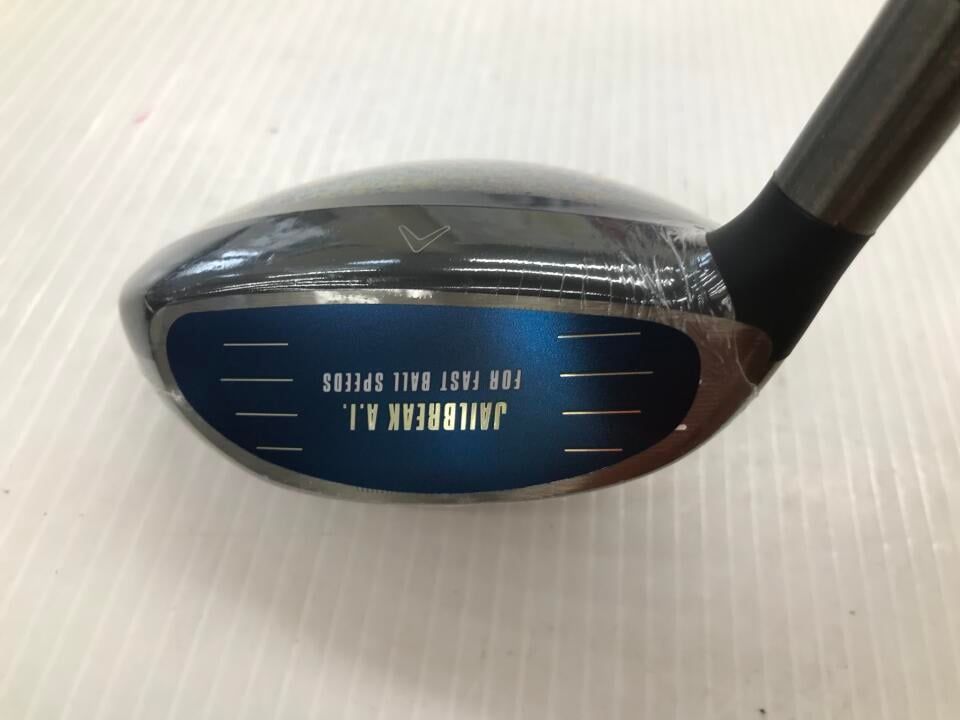 JAILBREAK A.I.
FOR FAST BALL SPEEDS